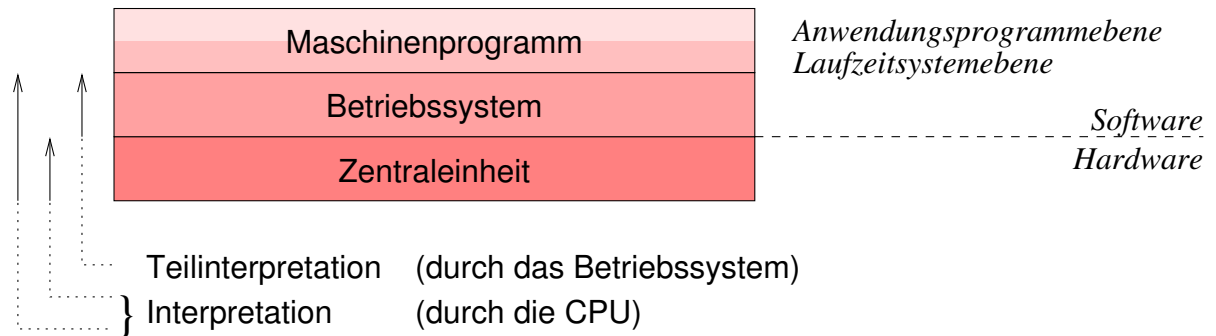 Maschinenprogramm
Anwendungsprogrammebene
Laufzeitsystemebene
Betriebssystem
Software
Hardware
Zentraleinheit
Teilinterpretation (durch das Betriebssystem)
} Interpretation (durch die CPU)